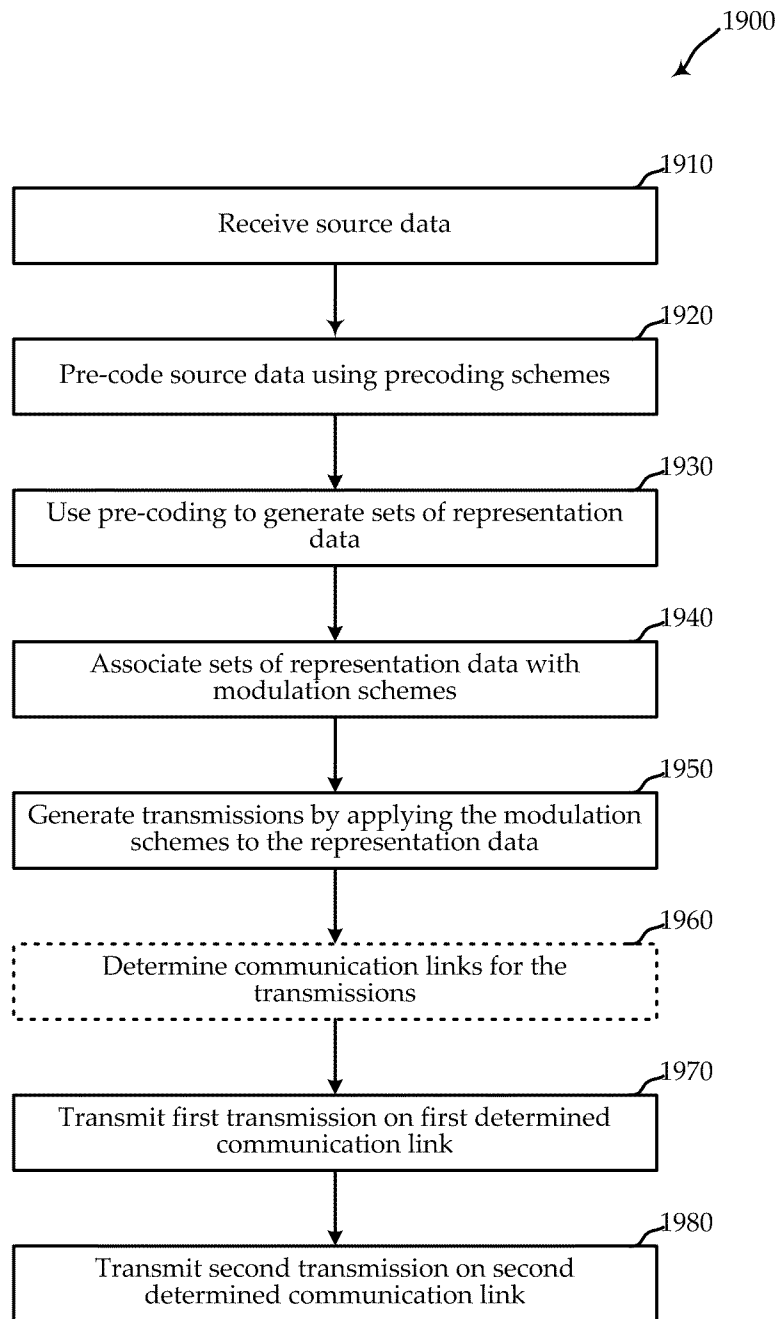 1900
1910
Receive source data
1920
Pre-code source data using precoding schemes
1930
Use pre-coding to generate sets of representation
data
1940
Associate sets of representation data with
modulation schemes
1950
Generate transmissions by applying the modulation
schemes to the representation data
1960
Determine communication links for the
transmissions
1970
Transmit first transmission on first determined
communication link
1980
Transmit second transmission on second
determined communication link